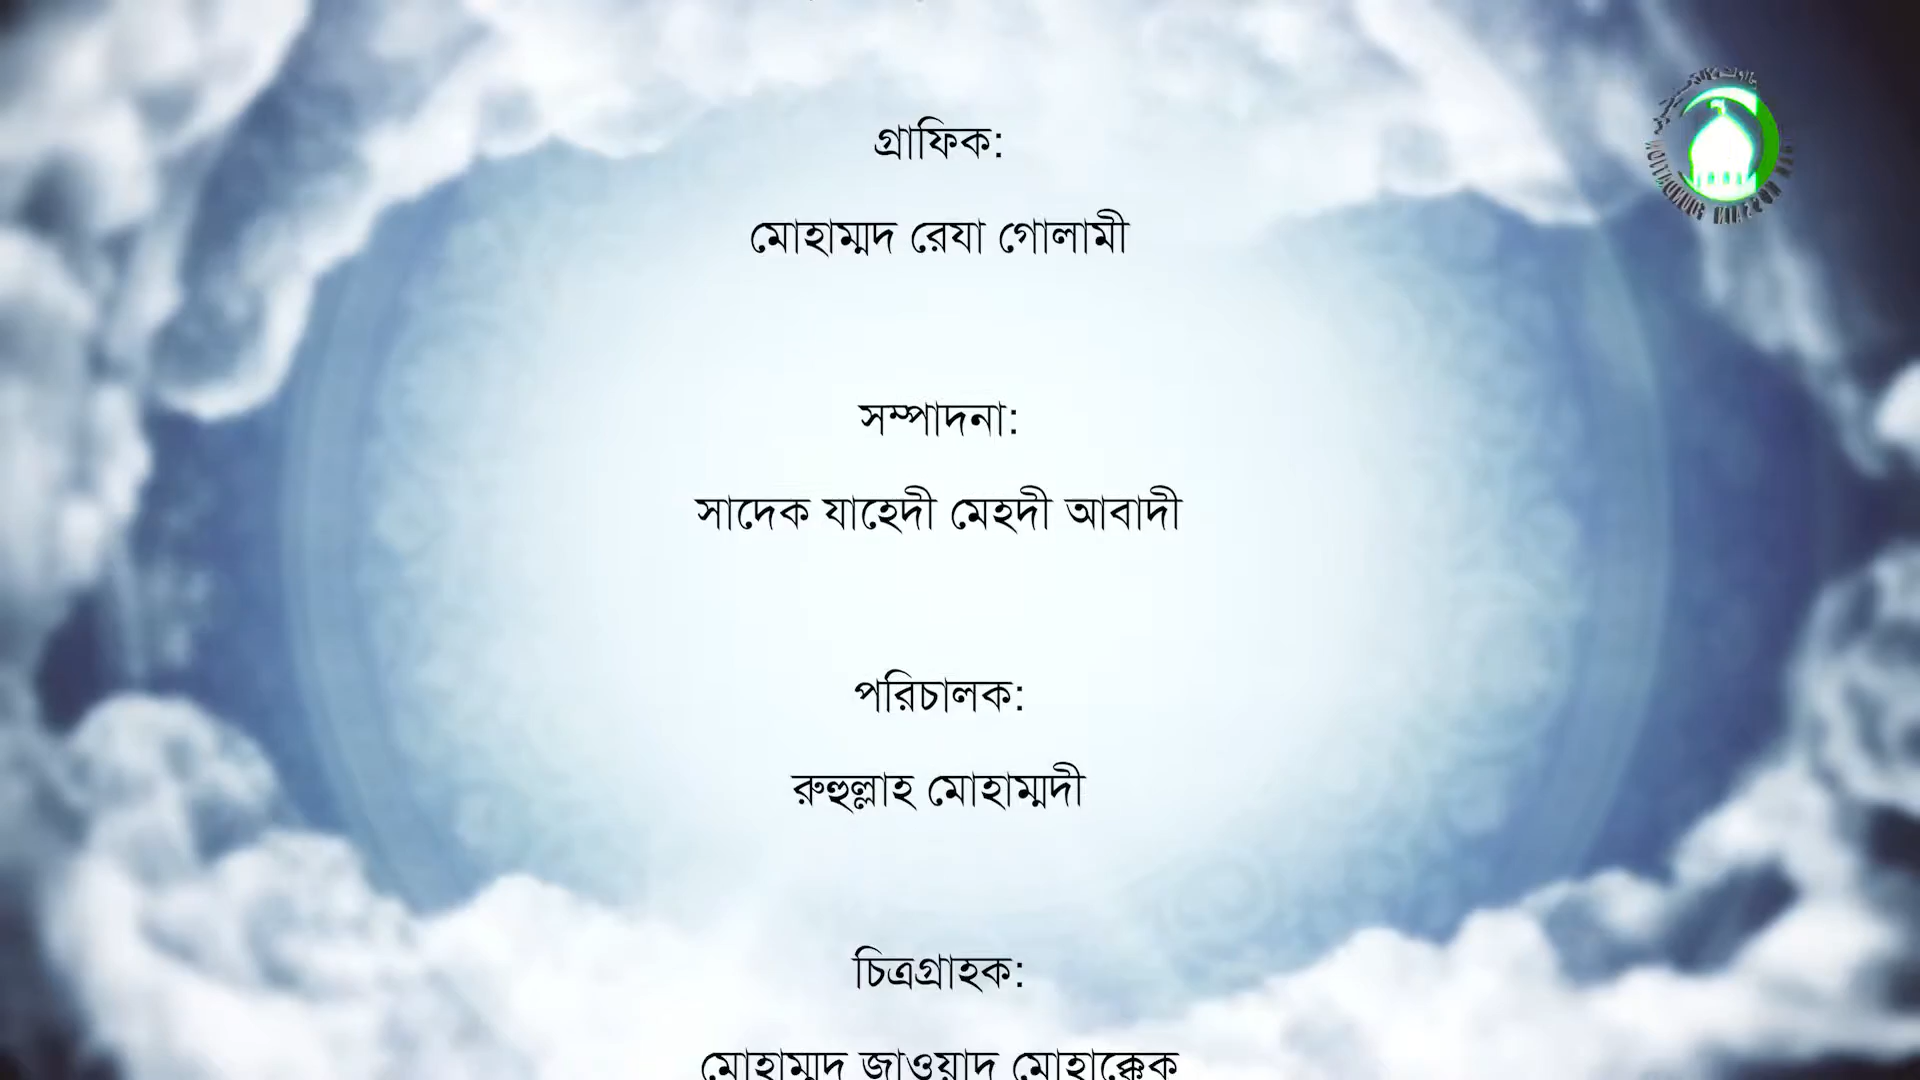 গ্রাফিক:
মোহাম্মদ রেযা গোলামী
সম্পাদনা:
সাদেক যাহেদী মেহদী আবাদী
পরিচালক:
রুহুল্লাহ মোহাম্মদী
চিত্রগ্রাহক:
মোহাম্মদ জাওয়াদ মোহাক্কেক